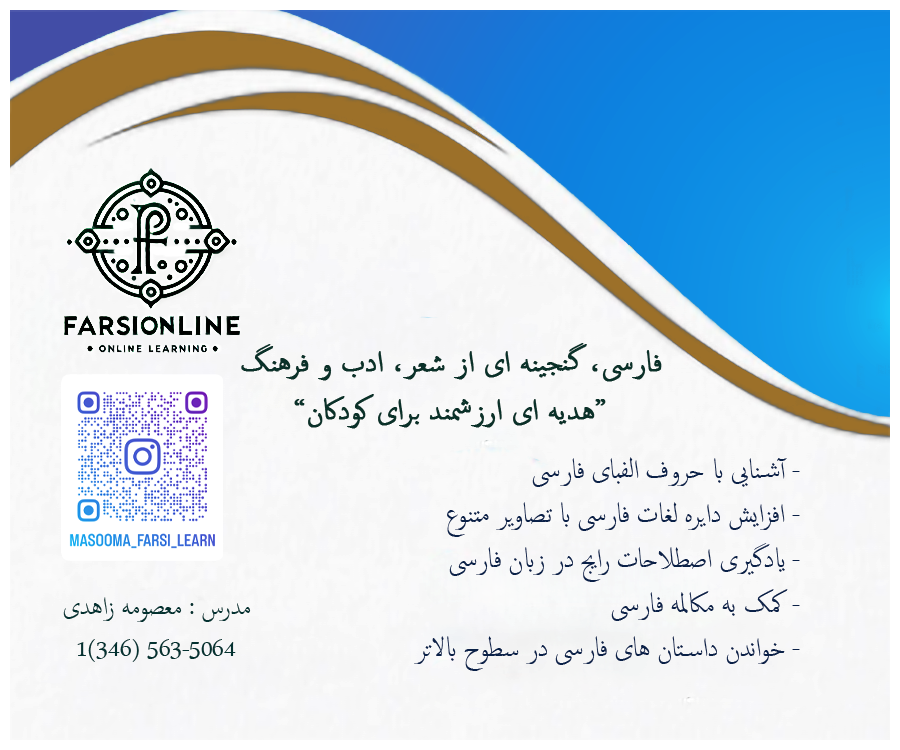 FARSIONLINE
• ONLINE LEARNING •
فارسی، گنجینه ای از شعر، ادب و فرهنگ
”هدیه ای ارزشمند برای کودکان“
- آشنایی با حروف الفبای فارسی
- افزایش دایره لغات فارسی با تصاویر متنوع
- یادگیری اصطلاحات رایج در زبان فارسی
- کمک به مکالمه فارسی
- خواندن داستان های فارسی در سطوح بالاتر
MASOOMA_FARSI_LEARN
مدرس : معصومه زاهدی
1(346) 563-5064